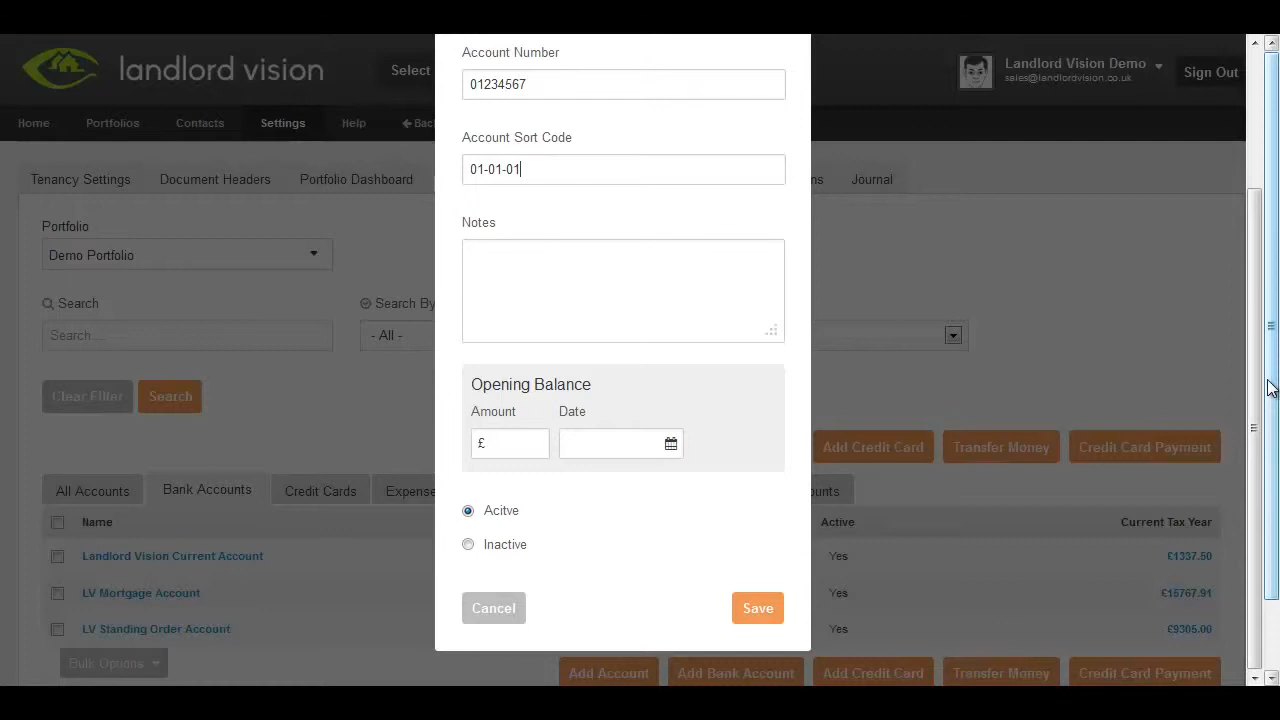 landlord vision
Select
Landlord Vision Demo
sales@landlordvision.co.uk
Sign Out
Home
Portfolios
Contacts
Settings
Help
Tenancy Settings
Document Headers
Portfolio Dashboard
Journal
Account Number
01234567
Account Sort Code
01-01-01
Notes
Opening Balance
Amount
Date
£
Acitve
Inactive
Cancel
Save
Portfolio
Demo Portfolio
Search
Search By
Search...
- All -
Clear Filter
Search
Add Credit Card
Transfer Money
Credit Card Payment
All Accounts
Bank Accounts
Credit Cards
Name
Active
Current Tax Year
Landlord Vision Current Account
Yes
£1337.50
LV Mortgage Account
Yes
£15767.91
LV Standing Order Account
Yes
£9305.00
Bulk Options
Add Account
Add Bank Account
Add Credit Card
Transfer Money
Credit Card Payment